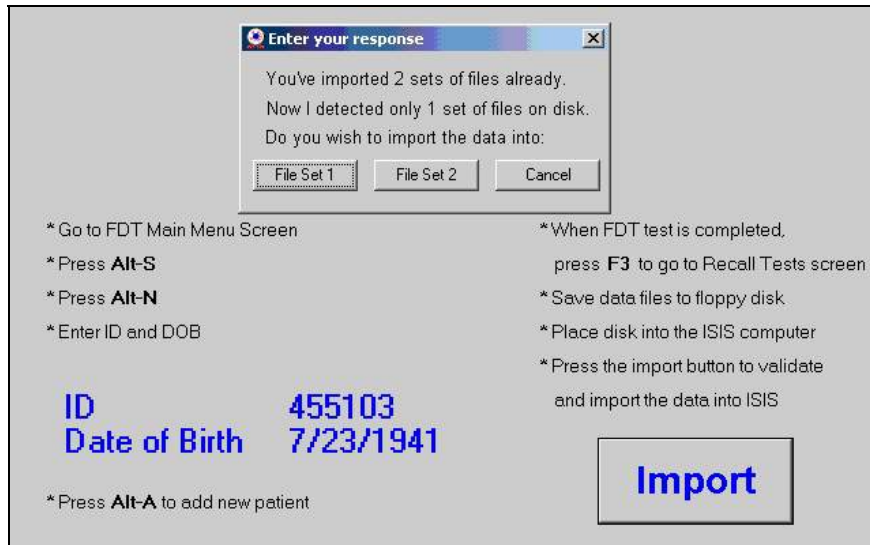 Enter your response
You've imported 2 sets of files already.
Now I detected only 1 set of files on disk.
Do you wish to import the data into:
File Set 1 File Set 2 Cancel
* Go to FDT Main Menu Screen
* Press Alt-S
* Press Alt-N
* Enter ID and DOB
ID 455103
Date of Birth 7/23/1941
* Press Alt-A to add new patient
* When FDT test is completed,
press F3 to go to Recall Tests screen
* Save data files to floppy disk
* Place disk into the ISIS computer
* Press the import button to validate
and import the data into ISIS
Import